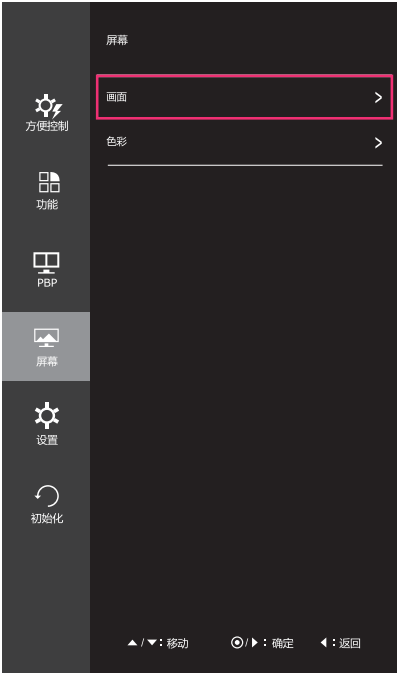 屏幕
画面
色彩
方便控制
功能
PBP
屏幕
设置
初始化
/ : 移动 / : 确定 : 返回